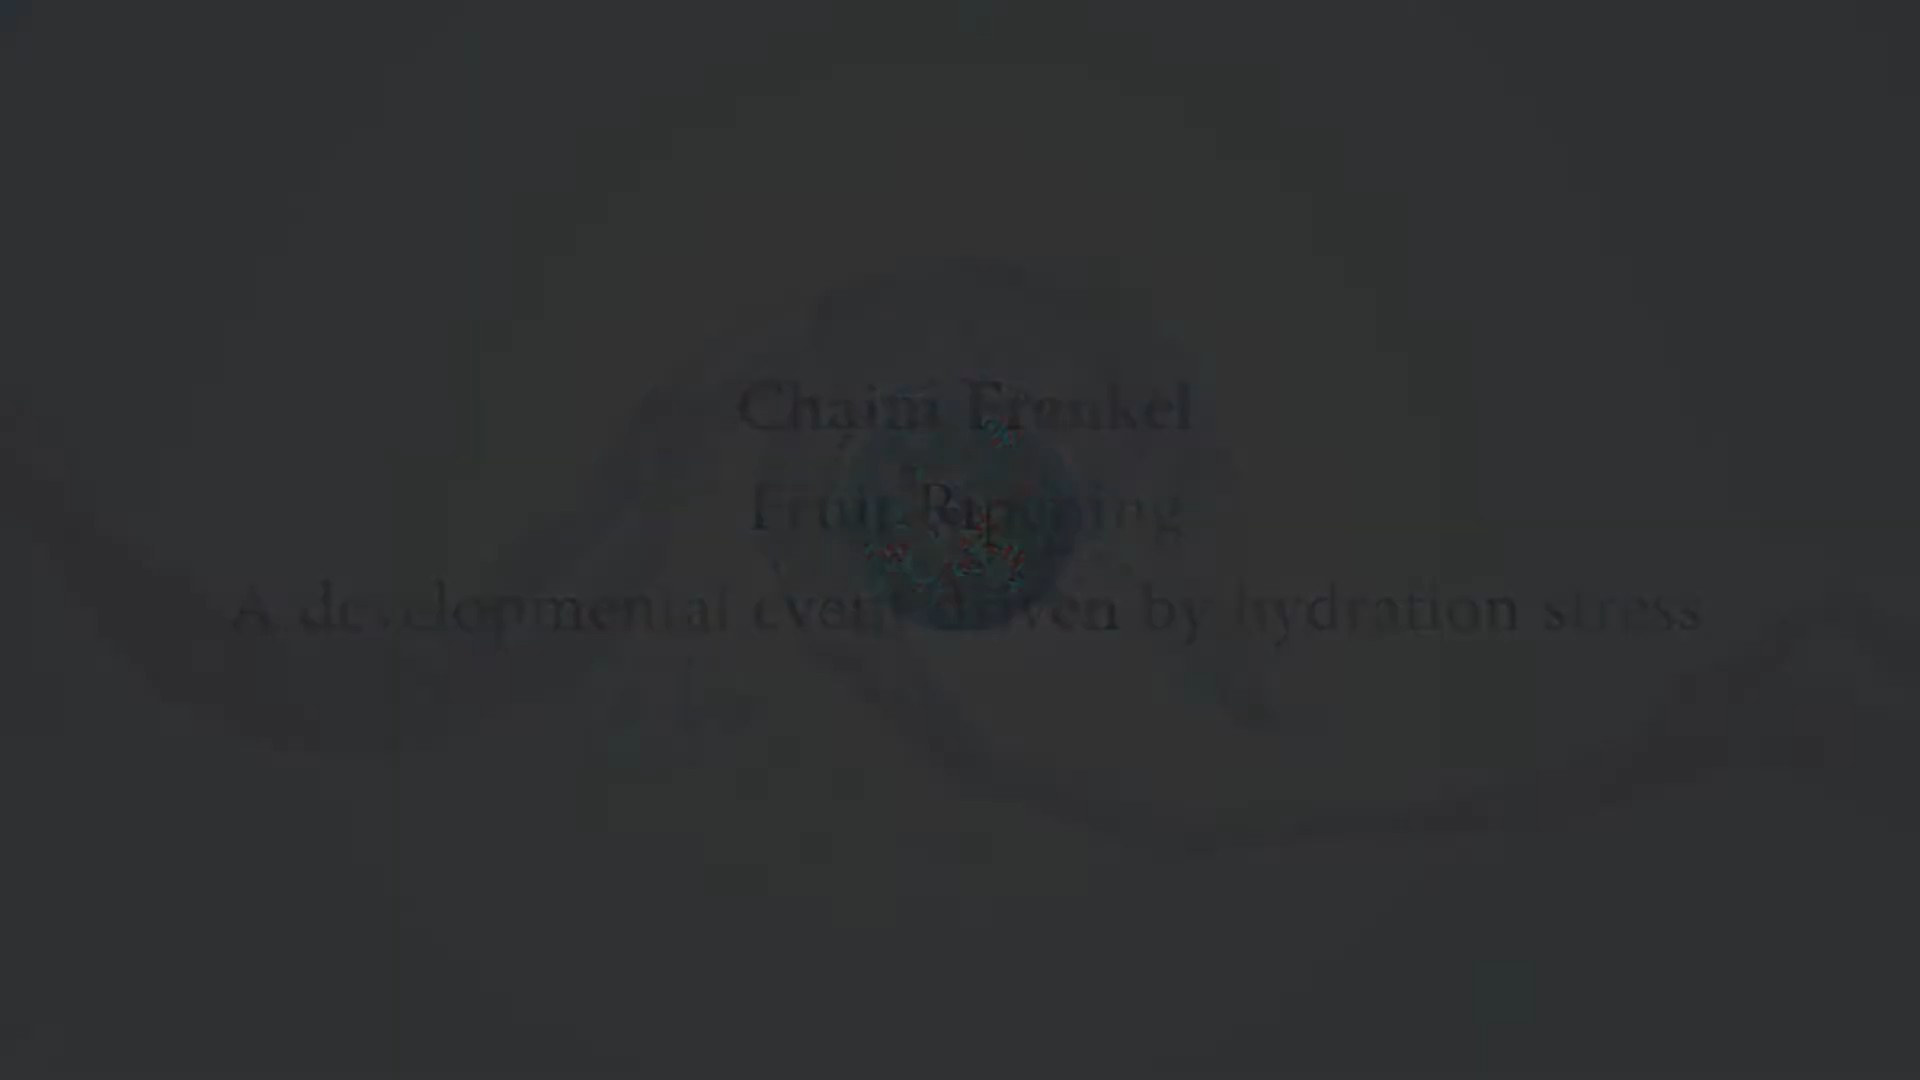 Chaim Frenkel
Fruit Ripening
A developmental event driven by hydration stress